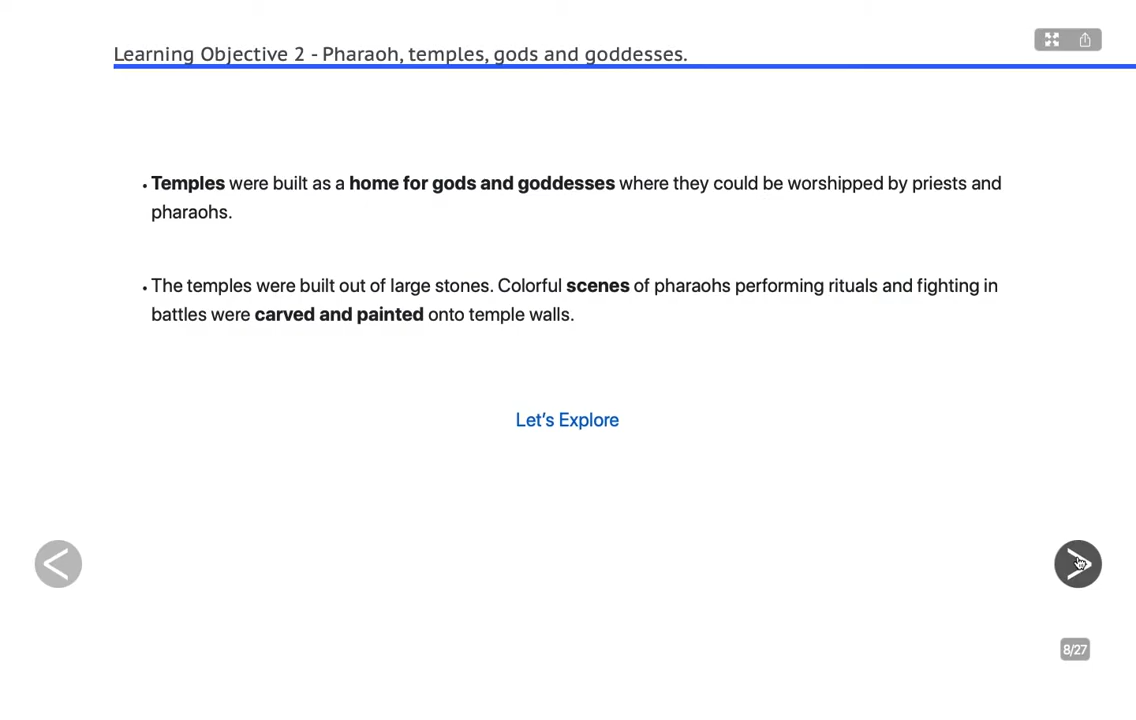 Learning Objective 2 - Pharaoh, temples, gods and goddesses.
• Temples were built as a home for gods and goddesses where they could be worshipped by priests and
pharaohs.
• The temples were built out of large stones. Colorful scenes of pharaohs performing rituals and fighting in
battles were carved and painted onto temple walls.
Let's Explore
8/27